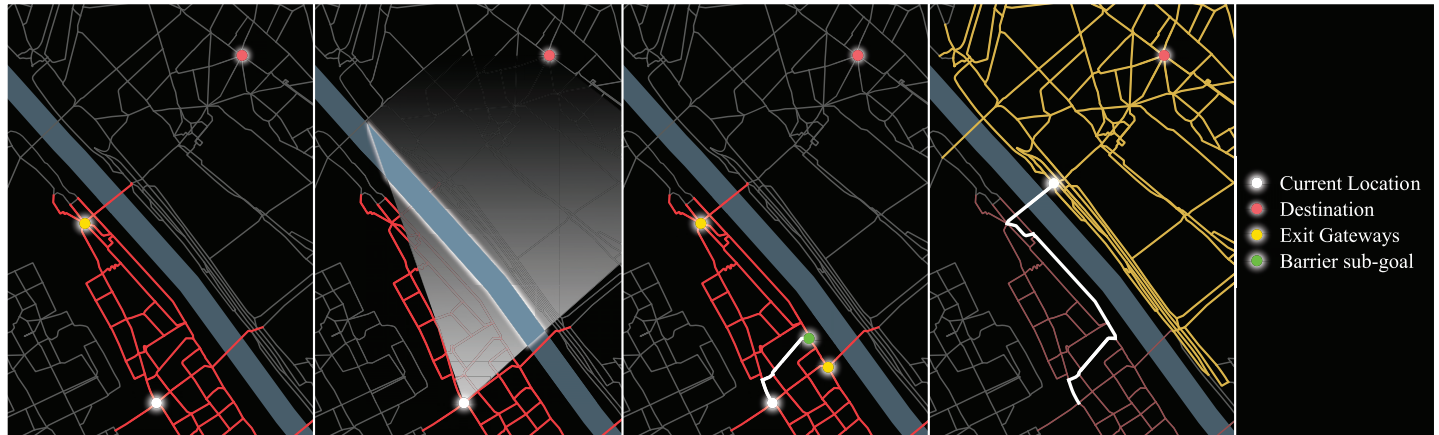 Current Location
Destination
Exit Gateways
Barrier sub-goal